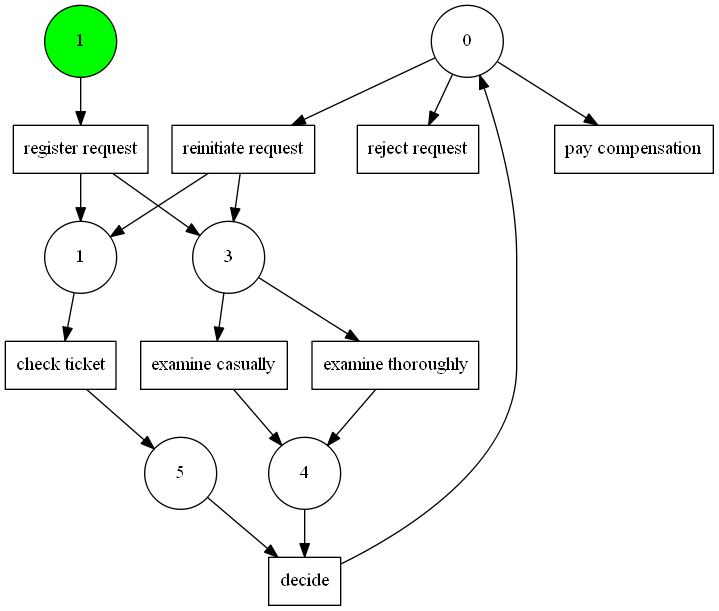 1
0
register request
reinitiate request
reject request
pay compensation
1
3
check ticket
examine casually
examine thoroughly
5
4
decide